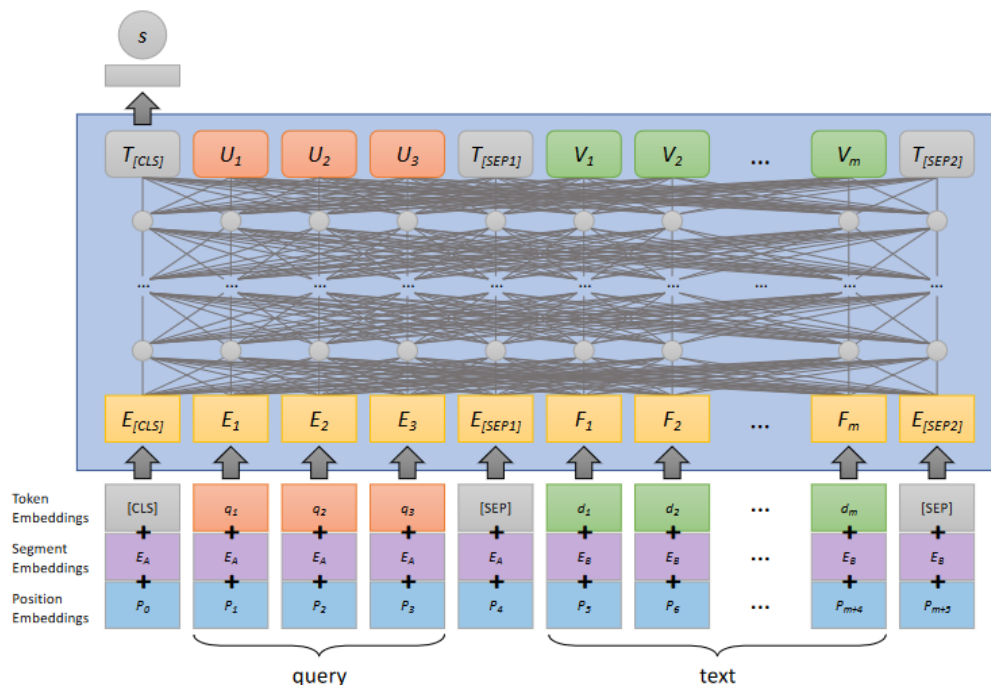 s
T[CLS] U1 U2 U3 T[SEP1] V1 V2 ... Vm T[SEP2]
... ... ... ... ... ... ... ... ... ...
E[CLS] E1 E2 E3 E[SEP1] F1 F2 ... Fm E[SEP2]
Token
Embeddings
[CLS] q1 q2 q3 [SEP] d1 d2 ... dm [SEP]
+ + + + + + + + +
Segment
Embeddings
EA EA EA EA EA EB EB ... EB EB
+ + + + + + + + +
Position
Embeddings
P0 P1 P2 P3 P4 P5 P6 ... Pm+4 Pm+5
query text